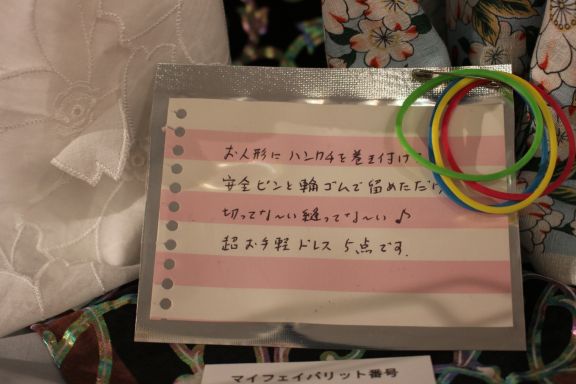 お人形にハンカチを巻き付け
安全ピンと輪ゴムで留めただけ
切ってな〜い縫ってな〜い♪
超お手軽ドレス5点です.
マイフェイバリット番号